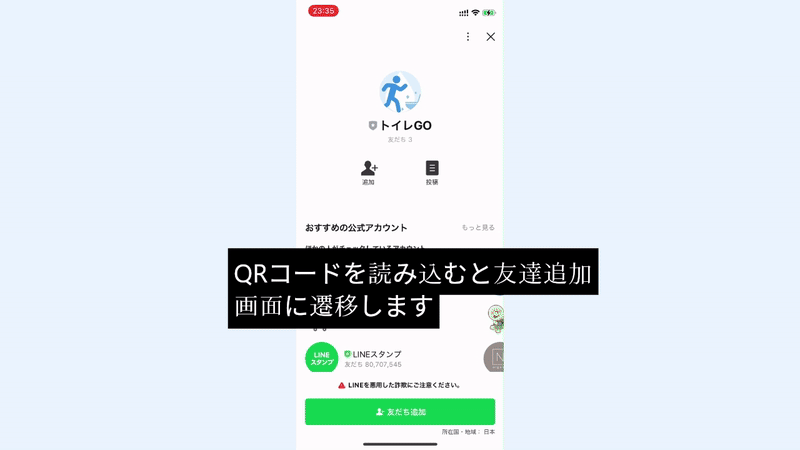 23:35
トイレGO
友だち 3
追加
投稿
おすすめの公式アカウント
もっと見る
QRコードを読み込むと友達追加
画面に遷移します
LINE
スタンプ
LINEスタンプ
友だち 80,707,545
N
LINEを悪用した詐欺にご注意ください。
友だち追加
所在国・地域： 日本